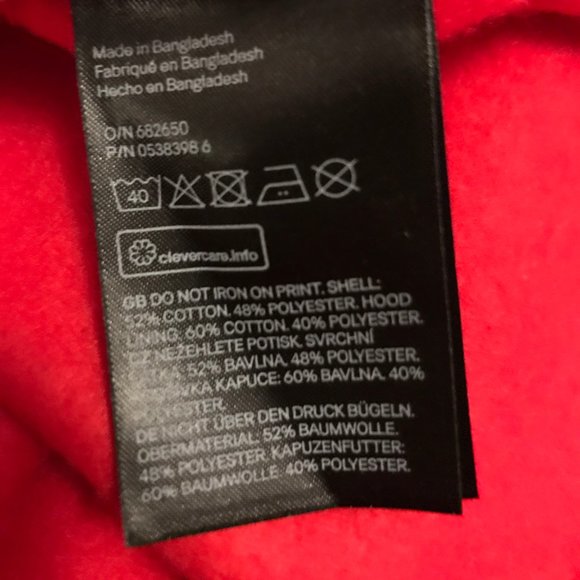 Made in Bangladesh
Fabriqué en Bangladesh
Hecho en Bangladesh
O/N 682650
P/N 0538398 6
40
clevercare.info
GB DO NOT IRON ON PRINT. SHELL:
52% COTTON. 48% POLYESTER. HOOD
LINING. 60% COTTON. 40% POLYESTER.
CZ NEŽEHLETE POTISK. SVRCHNÍ
52% BAVLNA. 48% POLYESTER.
KAPUCE: 60% BAVLNA. 40%
POLYESTER.
DE NICHT ÜBER DEN DRUCK BÜGELN.
OBERMATERIAL: 52% BAUMWOLLE.
48% POLYESTER. KAPUZENFUTTER:
60% BAUMWOLLE. 40% POLYESTER.